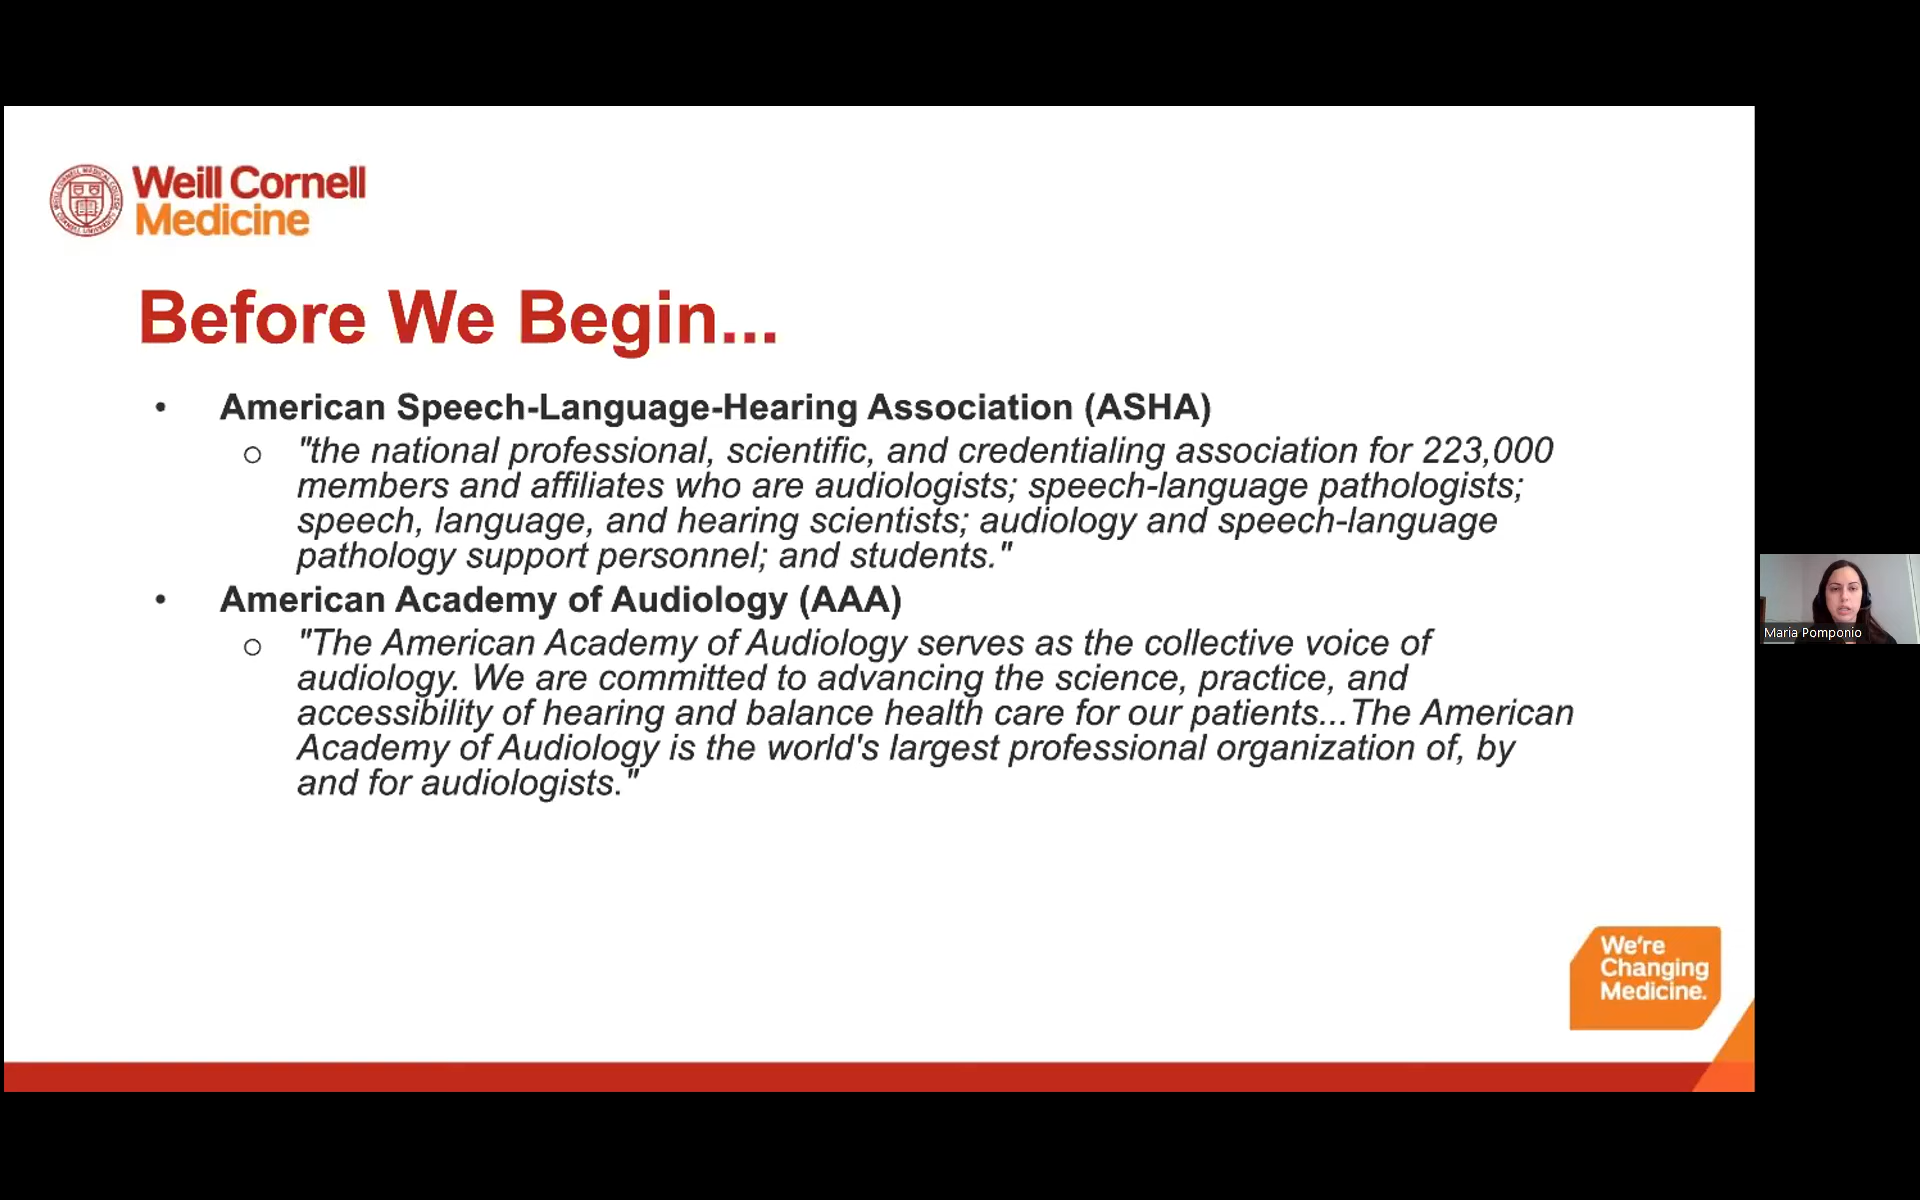 Weill Cornell
Medicine
Before We Begin...
• American Speech-Language-Hearing Association (ASHA)
○ "the national professional, scientific, and credentialing association for 223,000
members and affiliates who are audiologists; speech-language pathologists;
speech, language, and hearing scientists; audiology and speech-language
pathology support personnel; and students."
• American Academy of Audiology (AAA)
○ "The American Academy of Audiology serves as the collective voice of
audiology. We are committed to advancing the science, practice, and
accessibility of hearing and balance health care for our patients...The American
Academy of Audiology is the world's largest professional organization of, by
and for audiologists."
Maria Pomponio
We're
Changing
Medicine.